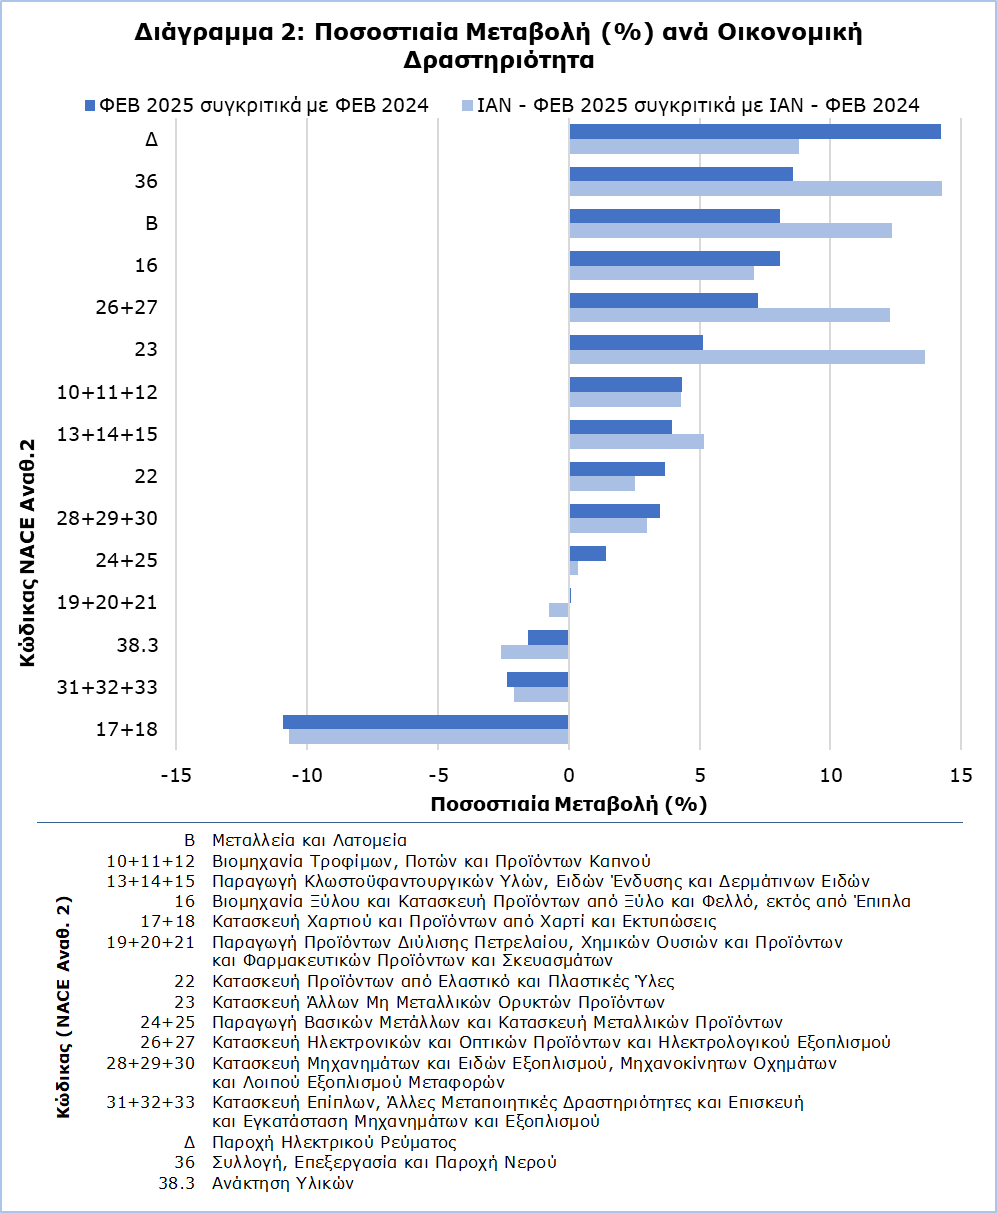 Διάγραμμα 2: Ποσοστιαία Μεταβολή (%) ανά Οικονομική
Δραστηριότητα
ΦΕΒ 2025 συγκριτικά με ΦΕΒ 2024
ΙΑΝ - ΦΕΒ 2025 συγκριτικά με ΙΑΝ - ΦΕΒ 2024
Κώδικας NACE Αναθ.2
Δ
36
Β
16
26+27
23
10+11+12
13+14+15
22
28+29+30
24+25
19+20+21
38.3
31+32+33
17+18
-15 -10 -5 0 5 10 15
Ποσοστιαία Μεταβολή (%)
Κώδικας (NACE Αναθ. 2)
Β Μεταλλεία και Λατομεία
10+11+12 Βιομηχανία Τροφίμων, Ποτών και Προϊόντων Καπνού
13+14+15 Παραγωγή Κλωστοϋφαντουργικών Υλών, Ειδών Ένδυσης και Δερμάτινων Ειδών
16 Βιομηχανία Ξύλου και Κατασκευή Προϊόντων από Ξύλο και Φελλό, εκτός από Έπιπλα
17+18 Κατασκευή Χαρτιού και Προϊόντων από Χαρτί και Εκτυπώσεις
19+20+21 Παραγωγή Προϊόντων Διύλισης Πετρελαίου, Χημικών Ουσιών και Προϊόντων
και Φαρμακευτικών Προϊόντων και Σκευασμάτων
22 Κατασκευή Προϊόντων από Ελαστικό και Πλαστικές Ύλες
23 Κατασκευή Άλλων Μη Μεταλλικών Ορυκτών Προϊόντων
24+25 Παραγωγή Βασικών Μετάλλων και Κατασκευή Μεταλλικών Προϊόντων
26+27 Κατασκευή Ηλεκτρονικών και Οπτικών Προϊόντων και Ηλεκτρολογικού Εξοπλισμού
28+29+30 Κατασκευή Μηχανημάτων και Ειδών Εξοπλισμού, Μηχανοκίνητων Οχημάτων
και Λοιπού Εξοπλισμού Μεταφορών
31+32+33 Κατασκευή Επίπλων, Άλλες Μεταποιητικές Δραστηριότητες και Επισκευή
και Εγκατάσταση Μηχανημάτων και Εξοπλισμού
Δ Παροχή Ηλεκτρικού Ρεύματος
36 Συλλογή, Επεξεργασία και Παροχή Νερού
38.3 Ανάκτηση Υλικών